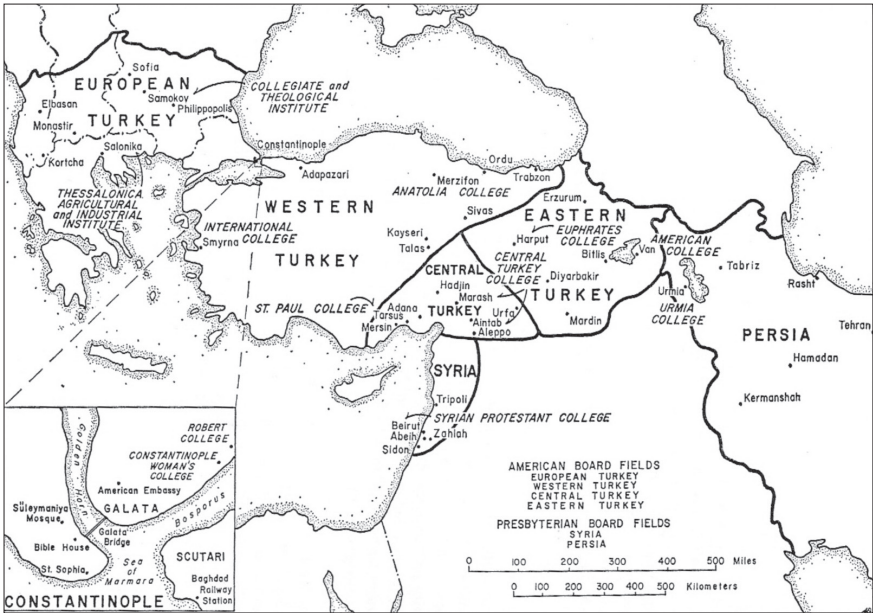 Sofia
EUROPEAN
COLLEGIATE and
THEOLOGICAL
INSTITUTE
Samokov
Philippopolis
Elbasan
TURKEY
Monastir
Salonika
Kortcha
Constantinople
Adapazari
THESSALONICA
AGRICULTURAL
and INDUSTRIAL
INSTITUTE
INTERNATIONAL
COLLEGE
Smyrna
WESTERN
TURKEY
Merzifon
ANATOLIA COLLEGE
Ordu
Trabzon
Sivas
Kayseri
Talas
Erzurum
EASTERN
EUPHRATES
COLLEGE
Harput
Bitlis
Van
AMERICAN
COLLEGE
CENTRAL
TURKEY
COLLEGE
Diyarbakir
TURKEY
Mardin
CENTRAL
Hadjin
Marash
TURKEY
Urfa
Aintab
Aleppo
ST. PAUL COLLEGE
Adana
Tarsus
Mersin
Urmia
URMIA
COLLEGE
Tabriz
Rasht
Tehran
PERSIA
Hamadan
Kermanshah
SYRIA
Tripoli
SYRIAN PROTESTANT COLLEGE
Beirut
Abeih
Zahlah
Sidon
Golden Horn
ROBERT
COLLEGE
CONSTANTINOPLE
WOMAN'S
COLLEGE
American Embassy
GALATA
Bosporus
Süleymaniya
Mosque
Galata
Bridge
Bible House
St. Sophia
Sea
of
Marmara
SCUTARI
Baghdad
Railway
Station
CONSTANTINOPLE
AMERICAN BOARD FIELDS
EUROPEAN TURKEY
WESTERN TURKEY
CENTRAL TURKEY
EASTERN TURKEY
PRESBYTERIAN BOARD FIELDS
SYRIA
PERSIA
0 100 200 300 400 500 Miles
0 100 200 300 400 500 Kilometers